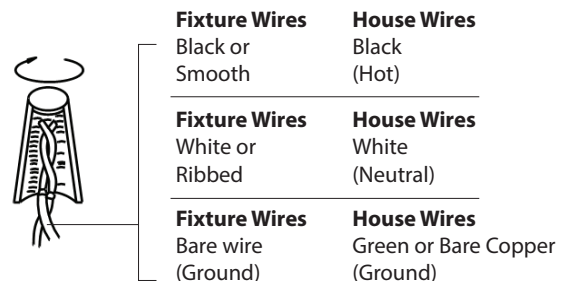 Fixture Wires House Wires
Black or Black
Smooth (Hot)
Fixture Wires House Wires
White or White
Ribbed (Neutral)
Fixture Wires House Wires
Bare wire Green or Bare Copper
(Ground) (Ground)